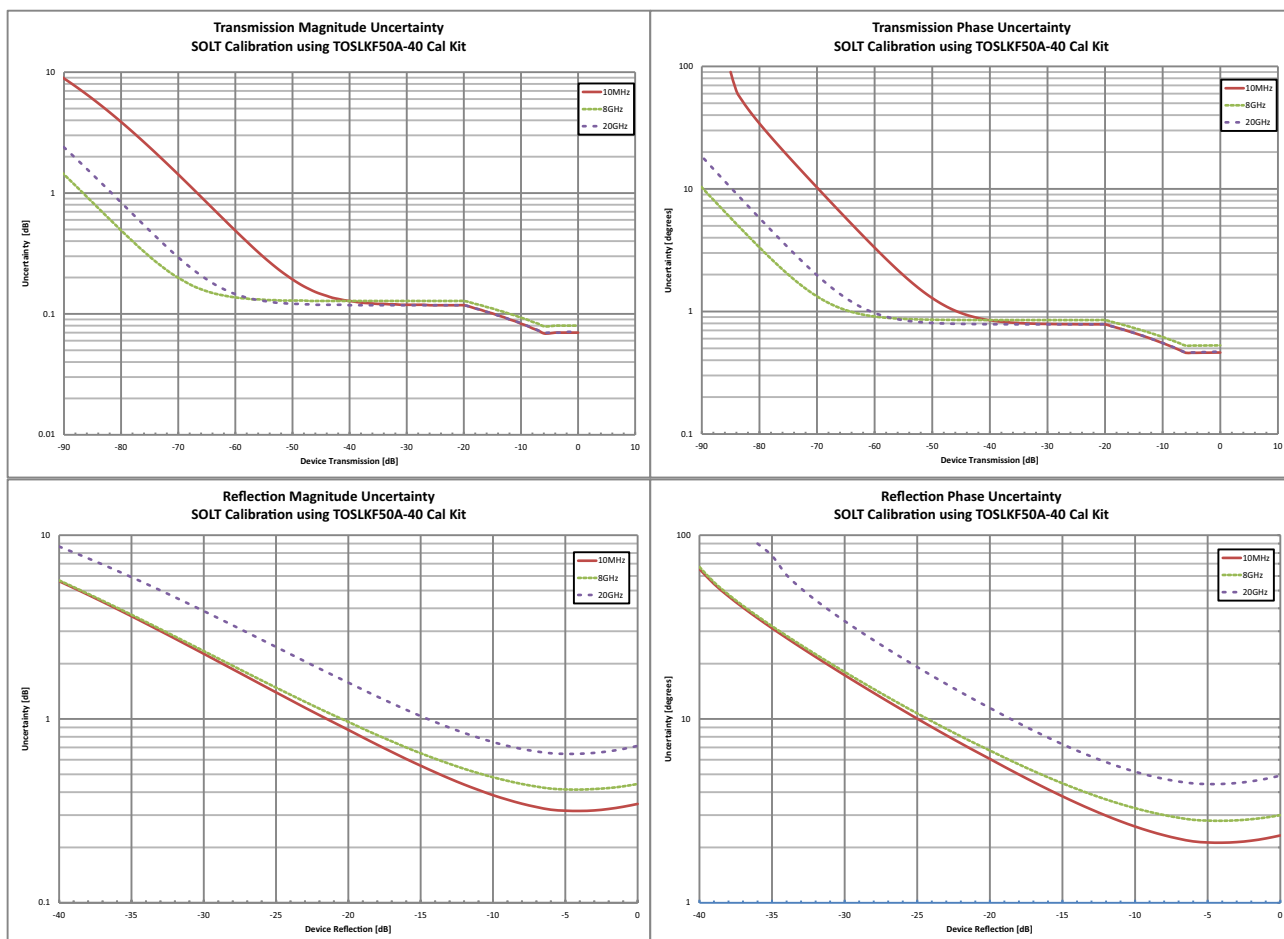 Transmission Magnitude Uncertainty
SOLT Calibration using TOSLKF50A-40 Cal Kit
10
1
0.1
0.01
Uncertainty [dB]
10MHz
8GHz
20GHz
-90 -80 -70 -60 -50 -40 -30 -20 -10 0 10
Device Transmission [dB]
Transmission Phase Uncertainty
SOLT Calibration using TOSLKF50A-40 Cal Kit
100
10
1
0.1
Uncertainty [degrees]
10MHz
8GHz
20GHz
-90 -80 -70 -60 -50 -40 -30 -20 -10 0 10
Device Transmission [dB]
Reflection Magnitude Uncertainty
SOLT Calibration using TOSLKF50A-40 Cal Kit
10
1
0.1
Uncertainty [dB]
10MHz
8GHz
20GHz
-40 -35 -30 -25 -20 -15 -10 -5 0
Device Reflection [dB]
Reflection Phase Uncertainty
SOLT Calibration using TOSLKF50A-40 Cal Kit
100
10
1
Uncertainty [degrees]
10MHz
8GHz
20GHz
-40 -35 -30 -25 -20 -15 -10 -5 0
Device Reflection [dB]